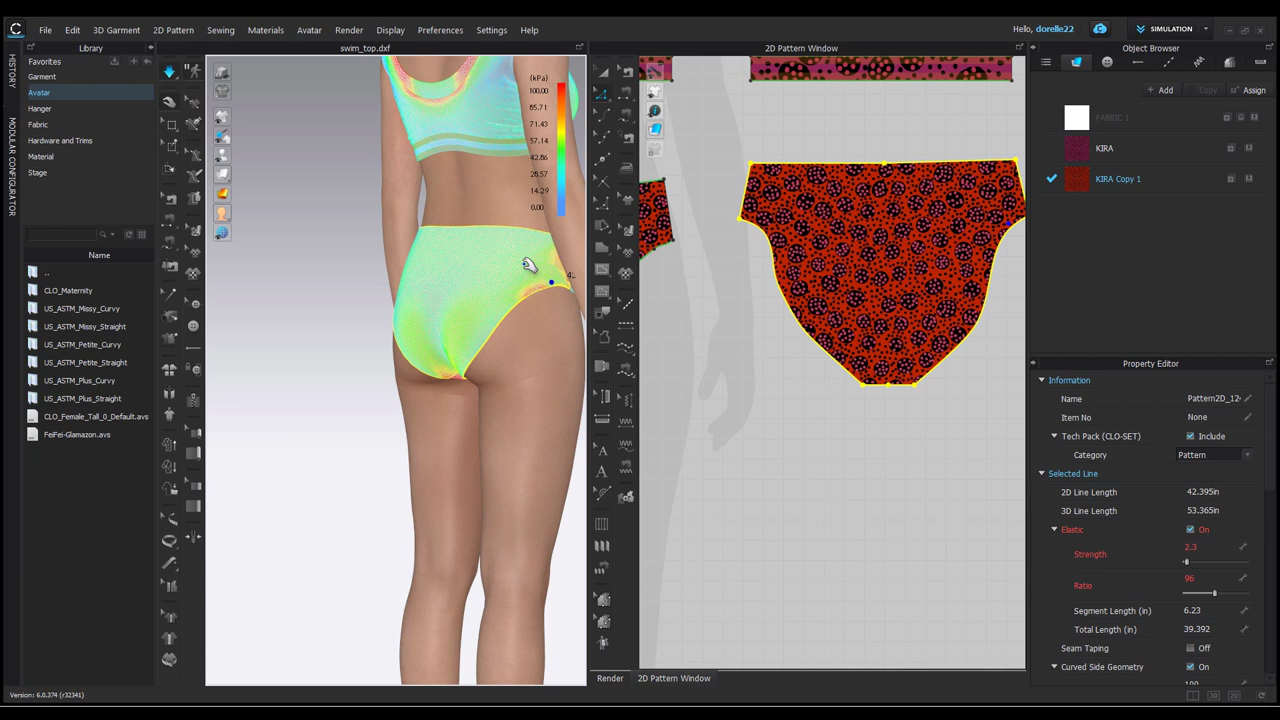 File Edit 3D Garment 2D Pattern Sewing Materials Avatar Render Display Preferences Settings Help
Hello, dorelle22
SIMULATION
HISTORY
MODULAR CONFIGURATOR
Library
Favorites
Garment
Avatar
Hanger
Fabric
Hardware and Trims
Material
Stage
Name
..
CLO_Maternity
US_ASTM_Missy_Curvy
US_ASTM_Missy_Straight
US_ASTM_Petite_Curvy
US_ASTM_Petite_Straight
US_ASTM_Plus_Curvy
US_ASTM_Plus_Straight
CLO_Female_Tall_0_Default.avs
FeiFei-Glamazon.avs
Version: 6.0.374 (r32341)
swim_top.dxf
(kPa)
100.00
85.71
71.43
57.14
42.86
28.57
14.29
0.00
2D Pattern Window
Render 2D Pattern Window
Object Browser
Add Copy Assign
FABRIC 1
KIRA
KIRA Copy 1
Property Editor
Information
Name Pattern2D_12
Item No None
Tech Pack (CLO-SET) Include
Category Pattern
Selected Line
2D Line Length 42.395in
3D Line Length 53.365in
Elastic On
Strength 2.3
Ratio 96
Segment Length (in) 6.23
Total Length (in) 39.392
Seam Taping Off
Curved Side Geometry On